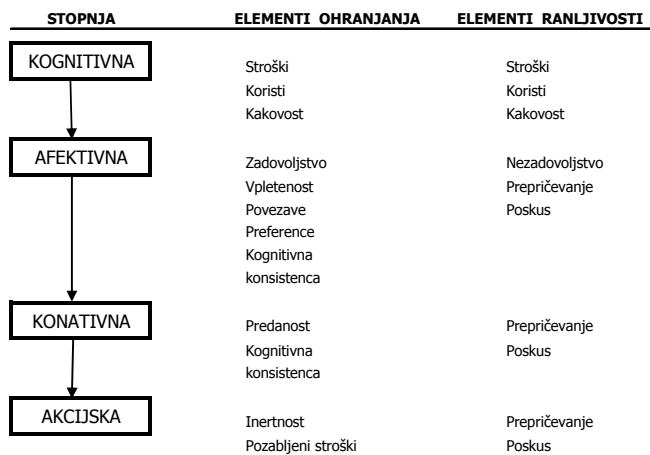 STOPNJA ELEMENTI OHRANJANJA ELEMENTI RANLJIVOSTI
KOGNITIVNA
Stroški Stroški
Koristi Koristi
Kakovost Kakovost
AFEKTIVNA
Zadovoljstvo Nezadovoljstvo
Vpletenost Prepričevanje
Povezave Poskus
Preference
Kognitivna
konsistenca
KONATIVNA
Predanost Prepričevanje
Kognitivna Poskus
konsistenca
AKCIJSKA
Inertnost Prepričevanje
Pozabljeni stroški Poskus